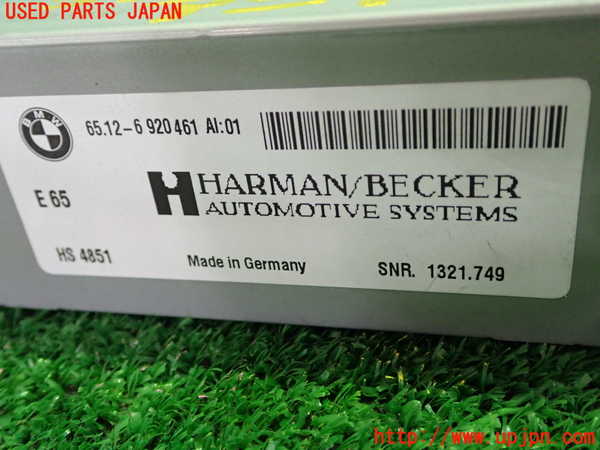 USED PARTS JAPAN
BMW
65.12-6 920 461 AI:01
E 65
HARMAN/BECKER
AUTOMOTIVE SYSTEMS
HS 4851
Made in Germany
SNR. 1321.749
http://www.upjpn.com/